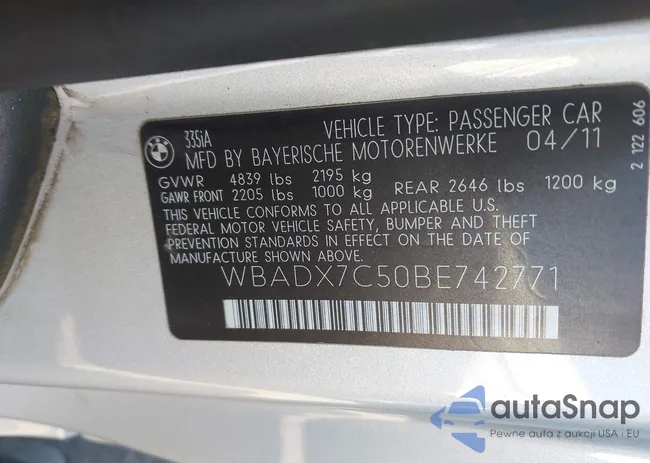 335iA
VEHICLE TYPE: PASSENGER CAR
MFD BY BAYERISCHE MOTORENWERKE 04/11
GVWR 4839 lbs 2195 kg
GAWR FRONT 2205 lbs 1000 kg REAR 2646 lbs 1200 kg
THIS VEHICLE CONFORMS TO ALL APPLICABLE U.S.
FEDERAL MOTOR VEHICLE SAFETY, BUMPER AND THEFT
PREVENTION STANDARDS IN EFFECT ON THE DATE OF
MANUFACTURE SHOWN ABOVE.
WBADX7C50BE742771
2 122 606
autaSnap
Pewne auta z aukcji USA i EU